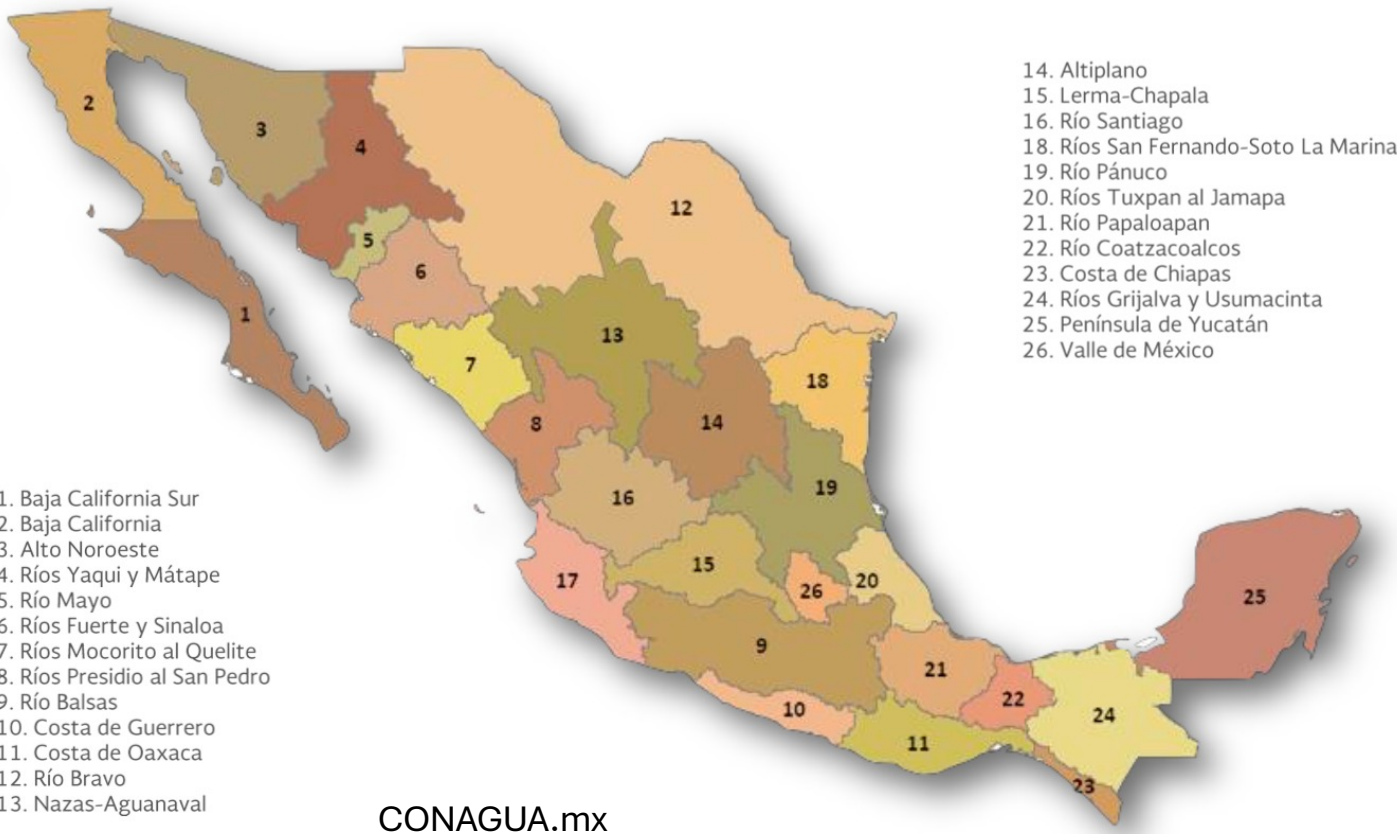 14. Altiplano
15. Lerma-Chapala
16. Río Santiago
18. Ríos San Fernando-Soto La Marina
19. Río Pánuco
20. Ríos Tuxpan al Jamapa
21. Río Papaloapan
22. Río Coatzacoalcos
23. Costa de Chiapas
24. Ríos Grijalva y Usumacinta
25. Península de Yucatán
26. Valle de México
2
3
4
12
5
6
1
13
7
18
8
14
19
16
15
17
26
20
25
9
21
22
10
24
11
23
1. Baja California Sur
2. Baja California
3. Alto Noroeste
4. Ríos Yaqui y Mátape
5. Río Mayo
6. Ríos Fuerte y Sinaloa
7. Ríos Mocorito al Quelite
8. Ríos Presidio al San Pedro
9. Río Balsas
10. Costa de Guerrero
11. Costa de Oaxaca
12. Río Bravo
13. Nazas-Aguanaval
CONAGUA.mx